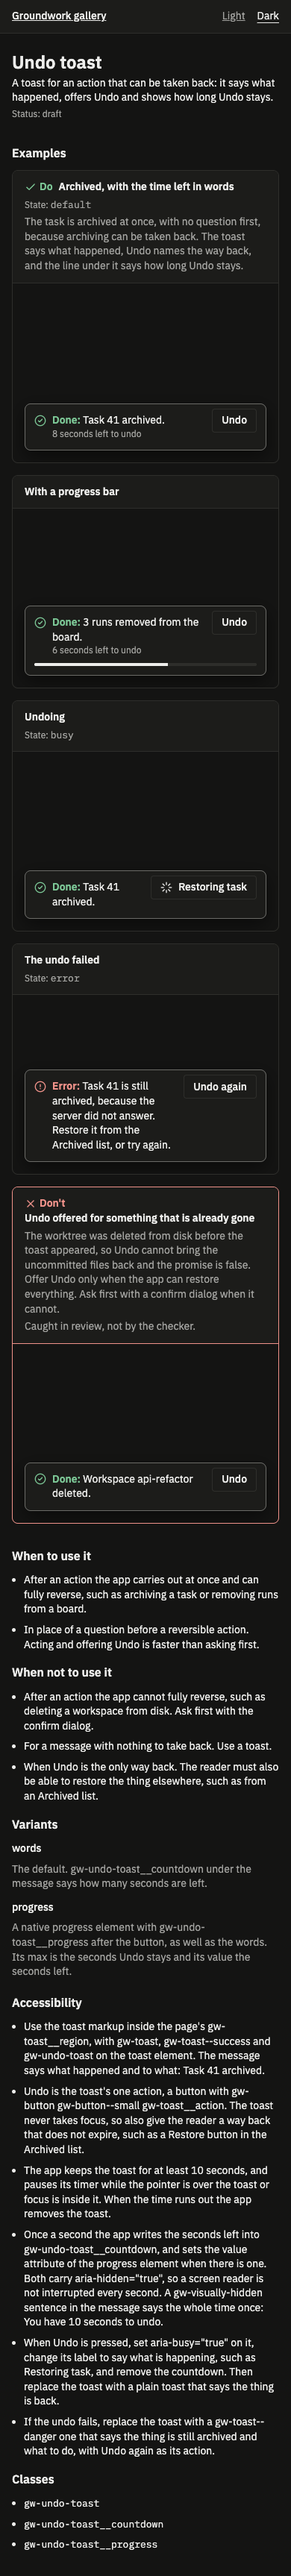 Groundwork gallery
Light
Dark
Undo toast
A toast for an action that can be taken back: it says what
happened, offers Undo and shows how long Undo stays.
Status: draft
Examples
Do Archived, with the time left in words
State: default
The task is archived at once, with no question first,
because archiving can be taken back. The toast
says what happened, Undo names the way back,
and the line under it says how long Undo stays.
Done: Task 41 archived.
8 seconds left to undo
Undo
With a progress bar
Done: 3 runs removed from the
board.
6 seconds left to undo
Undo
Undoing
State: busy
Done: Task 41
archived.
Restoring task
The undo failed
State: error
Error: Task 41 is still
archived, because the
server did not answer.
Restore it from the
Archived list, or try again.
Undo again
Don't
Undo offered for something that is already gone
The worktree was deleted from disk before the
toast appeared, so Undo cannot bring the
uncommitted files back and the promise is false.
Offer Undo only when the app can restore
everything. Ask first with a confirm dialog when it
cannot.
Caught in review, not by the checker.
Done: Workspace api-refactor
deleted.
Undo
When to use it
After an action the app carries out at once and can
fully reverse, such as archiving a task or removing runs
from a board.
In place of a question before a reversible action.
Acting and offering Undo is faster than asking first.
When not to use it
After an action the app cannot fully reverse, such as
deleting a workspace from disk. Ask first with the
confirm dialog.
For a message with nothing to take back. Use a toast.
When Undo is the only way back. The reader must also
be able to restore the thing elsewhere, such as from
an Archived list.
Variants
words
The default. gw-undo-toast__countdown under the
message says how many seconds are left.
progress
A native progress element with gw-undo-
toast__progress after the button, as well as the words.
Its max is the seconds Undo stays and its value the
seconds left.
Accessibility
Use the toast markup inside the page's gw-
toast__region, with gw-toast, gw-toast--success and
gw-undo-toast on the toast element. The message
says what happened and to what: Task 41 archived.
Undo is the toast's one action, a button with gw-
button gw-button--small gw-toast__action. The toast
never takes focus, so also give the reader a way back
that does not expire, such as a Restore button in the
Archived list.
The app keeps the toast for at least 10 seconds, and
pauses its timer while the pointer is over the toast or
focus is inside it. When the time runs out the app
removes the toast.
Once a second the app writes the seconds left into
gw-undo-toast__countdown, and sets the value
attribute of the progress element when there is one.
Both carry aria-hidden="true", so a screen reader is
not interrupted every second. A gw-visually-hidden
sentence in the message says the whole time once:
You have 10 seconds to undo.
When Undo is pressed, set aria-busy="true" on it,
change its label to say what is happening, such as
Restoring task, and remove the countdown. Then
replace the toast with a plain toast that says the thing
is back.
If the undo fails, replace the toast with a gw-toast--
danger one that says the thing is still archived and
what to do, with Undo again as its action.
Classes
gw-undo-toast
gw-undo-toast__countdown
gw-undo-toast__progress